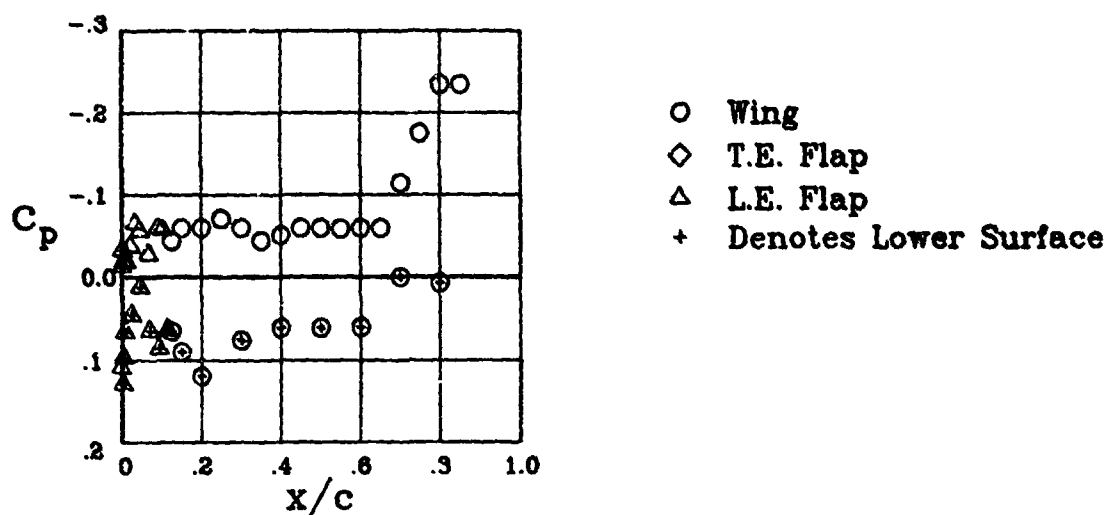 -.3
-.2
-.1
0.0
.1
.2
Cp
0 .2 .4 .6 .3 1.0
x/c
Wing
T.E. Flap
L.E. Flap
+ Denotes Lower Surface